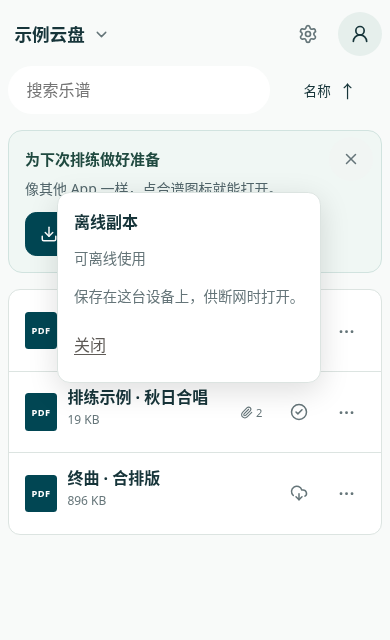 示例云盘
搜索乐谱
名称
为下次排练做好准备
像其他 App 一样，点合谱图标就能打开。
离线副本
可离线使用
保存在这台设备上，供断网时打开。
关闭
PDF
PDF
排练示例 · 秋日合唱
19 KB
2
PDF
终曲 · 合排版
896 KB